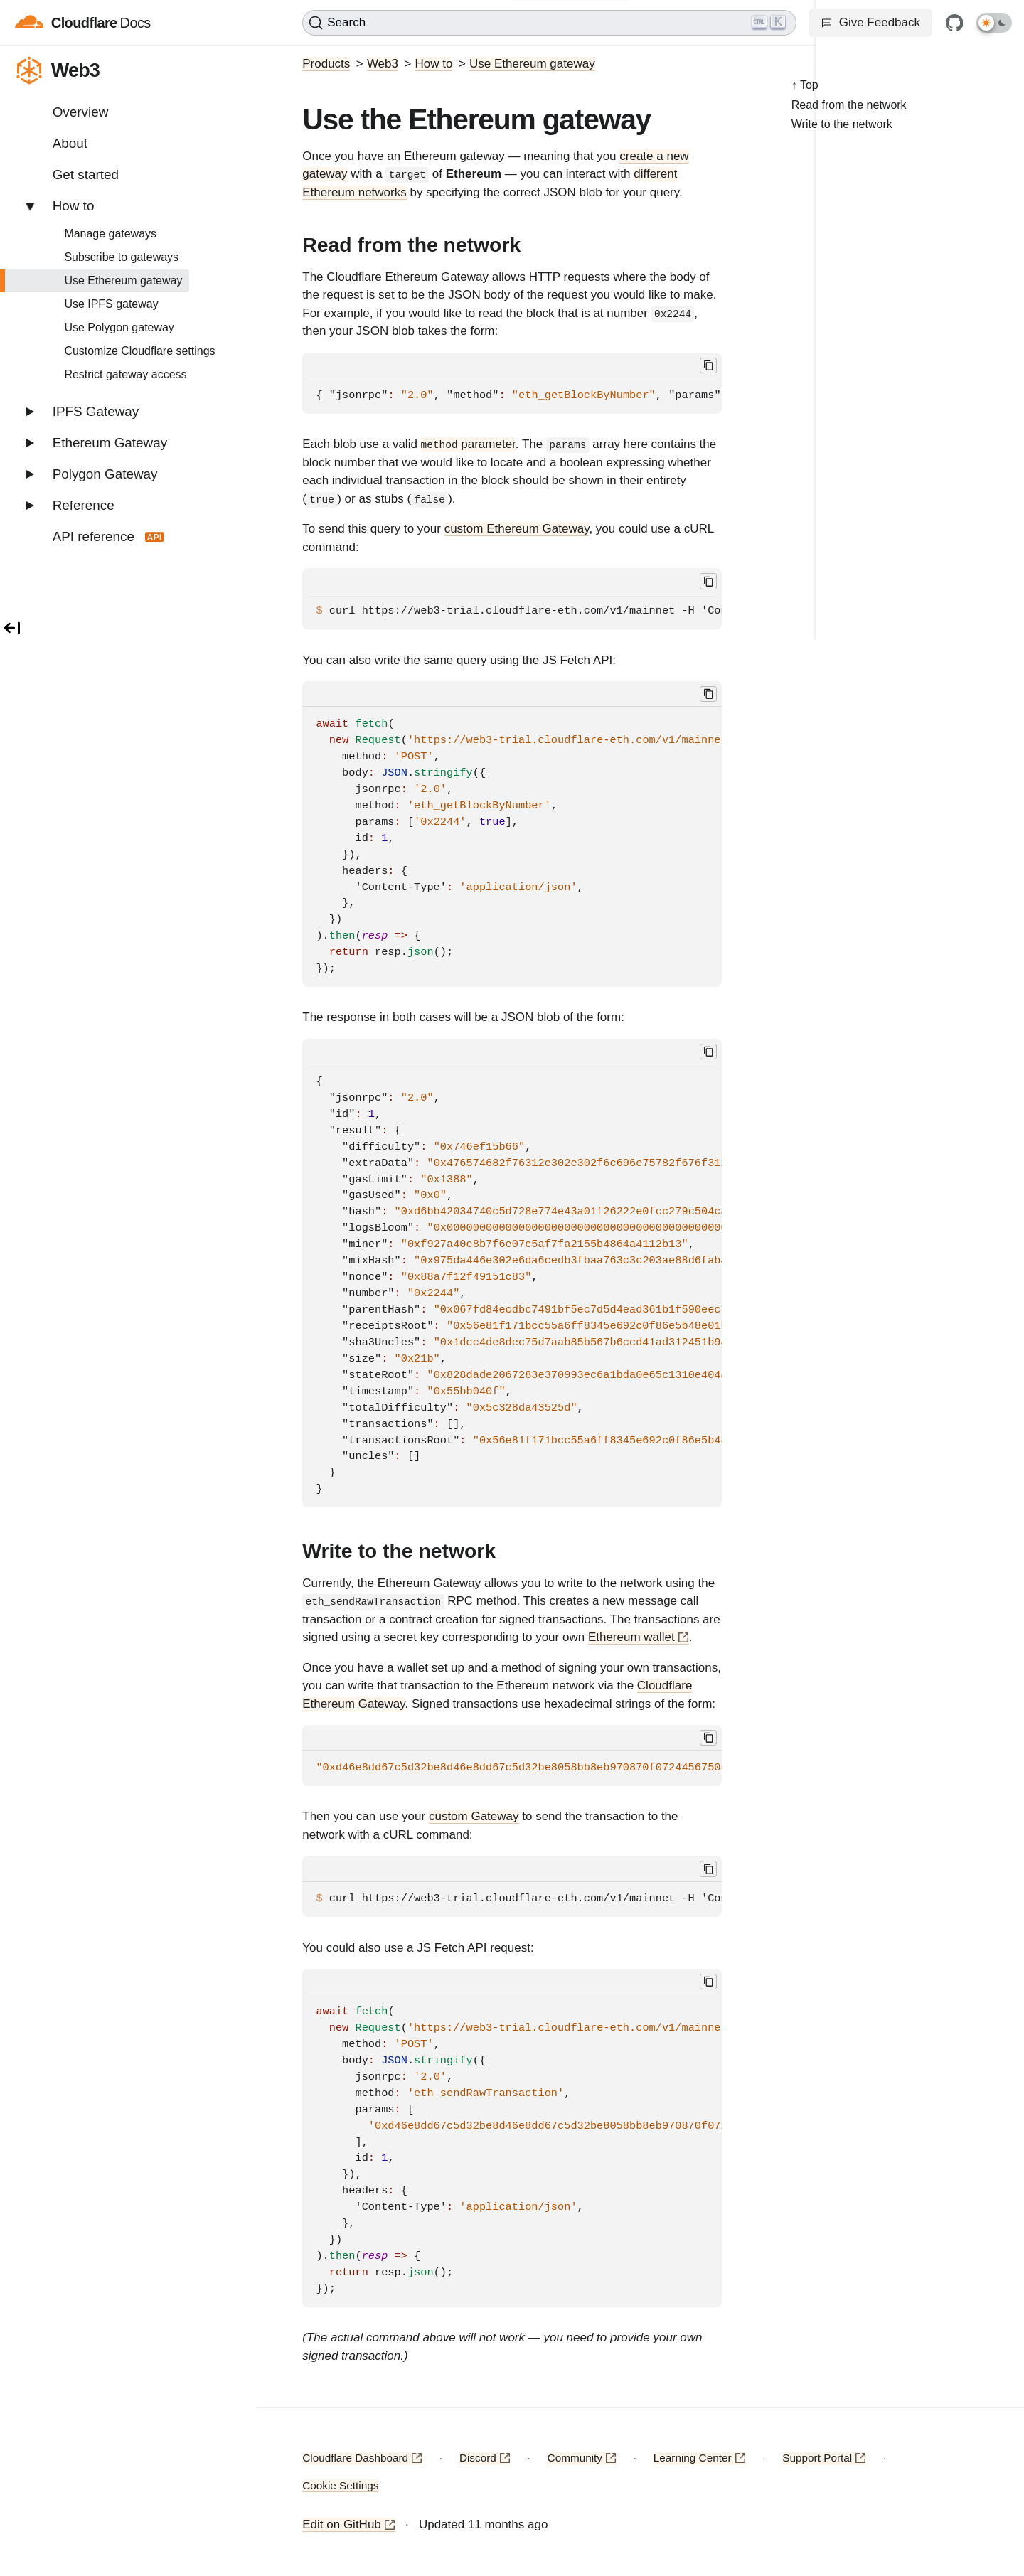 Cloudflare Docs
Search
CTRL K
Give Feedback
Web3
Overview
About
Get started
How to
Manage gateways
Subscribe to gateways
Use Ethereum gateway
Use IPFS gateway
Use Polygon gateway
Customize Cloudflare settings
Restrict gateway access
IPFS Gateway
Ethereum Gateway
Polygon Gateway
Reference
API reference API
Products > Web3 > How to > Use Ethereum gateway
↑ Top
Read from the network
Write to the network
Use the Ethereum gateway
Once you have an Ethereum gateway — meaning that you create a new
gateway with a target of Ethereum — you can interact with different
Ethereum networks by specifying the correct JSON blob for your query.
Read from the network
The Cloudflare Ethereum Gateway allows HTTP requests where the body of
the request is set to be the JSON body of the request you would like to make.
For example, if you would like to read the block that is at number 0x2244,
then your JSON blob takes the form:
{ "jsonrpc": "2.0", "method": "eth_getBlockByNumber", "params"
Each blob use a valid method parameter. The params array here contains the
block number that we would like to locate and a boolean expressing whether
each individual transaction in the block should be shown in their entirety
(true) or as stubs (false).
To send this query to your custom Ethereum Gateway, you could use a cURL
command:
$ curl https://web3-trial.cloudflare-eth.com/v1/mainnet -H 'Co
You can also write the same query using the JS Fetch API:
await fetch(
new Request('https://web3-trial.cloudflare-eth.com/v1/mainne
method: 'POST',
body: JSON.stringify({
jsonrpc: '2.0',
method: 'eth_getBlockByNumber',
params: ['0x2244', true],
id: 1,
}),
headers: {
'Content-Type': 'application/json',
},
})
).then(resp => {
return resp.json();
});
The response in both cases will be a JSON blob of the form:
{
"jsonrpc": "2.0",
"id": 1,
"result": {
"difficulty": "0x746ef15b66",
"extraData": "0x476574682f76312e302e302f6c696e75782f676f31
"gasLimit": "0x1388",
"gasUsed": "0x0",
"hash": "0xd6bb42034740c5d728e774e43a01f26222e0fcc279c504c
"logsBloom": "0x000000000000000000000000000000000000000000
"miner": "0xf927a40c8b7f6e07c5af7fa2155b4864a4112b13",
"mixHash": "0x975da446e302e6da6cedb3fbaa763c3c203ae88d6fab
"nonce": "0x88a7f12f49151c83",
"number": "0x2244",
"parentHash": "0x067fd84ecdbc7491bf5ec7d5d4ead361b1f590eec
"receiptsRoot": "0x56e81f171bcc55a6ff8345e692c0f86e5b48e01
"sha3Uncles": "0x1dcc4de8dec75d7aab85b567b6ccd41ad312451b9
"size": "0x21b",
"stateRoot": "0x828dade2067283e370993ec6a1bda0e65c1310e404
"timestamp": "0x55bb040f",
"totalDifficulty": "0x5c328da43525d",
"transactions": [],
"transactionsRoot": "0x56e81f171bcc55a6ff8345e692c0f86e5b4
"uncles": []
}
}
Write to the network
Currently, the Ethereum Gateway allows you to write to the network using the
eth_sendRawTransaction RPC method. This creates a new message call
transaction or a contract creation for signed transactions. The transactions are
signed using a secret key corresponding to your own Ethereum wallet.
Once you have a wallet set up and a method of signing your own transactions,
you can write that transaction to the Ethereum network via the Cloudflare
Ethereum Gateway. Signed transactions use hexadecimal strings of the form:
"0xd46e8dd67c5d32be8d46e8dd67c5d32be8058bb8eb970870f0724456750
Then you can use your custom Gateway to send the transaction to the
network with a cURL command:
$ curl https://web3-trial.cloudflare-eth.com/v1/mainnet -H 'Co
You could also use a JS Fetch API request:
await fetch(
new Request('https://web3-trial.cloudflare-eth.com/v1/mainne
method: 'POST',
body: JSON.stringify({
jsonrpc: '2.0',
method: 'eth_sendRawTransaction',
params: [
'0xd46e8dd67c5d32be8d46e8dd67c5d32be8058bb8eb970870f07
],
id: 1,
}),
headers: {
'Content-Type': 'application/json',
},
})
).then(resp => {
return resp.json();
});
(The actual command above will not work — you need to provide your own
signed transaction.)
Cloudflare Dashboard · Discord · Community · Learning Center · Support Portal ·
Cookie Settings
Edit on GitHub · Updated 11 months ago